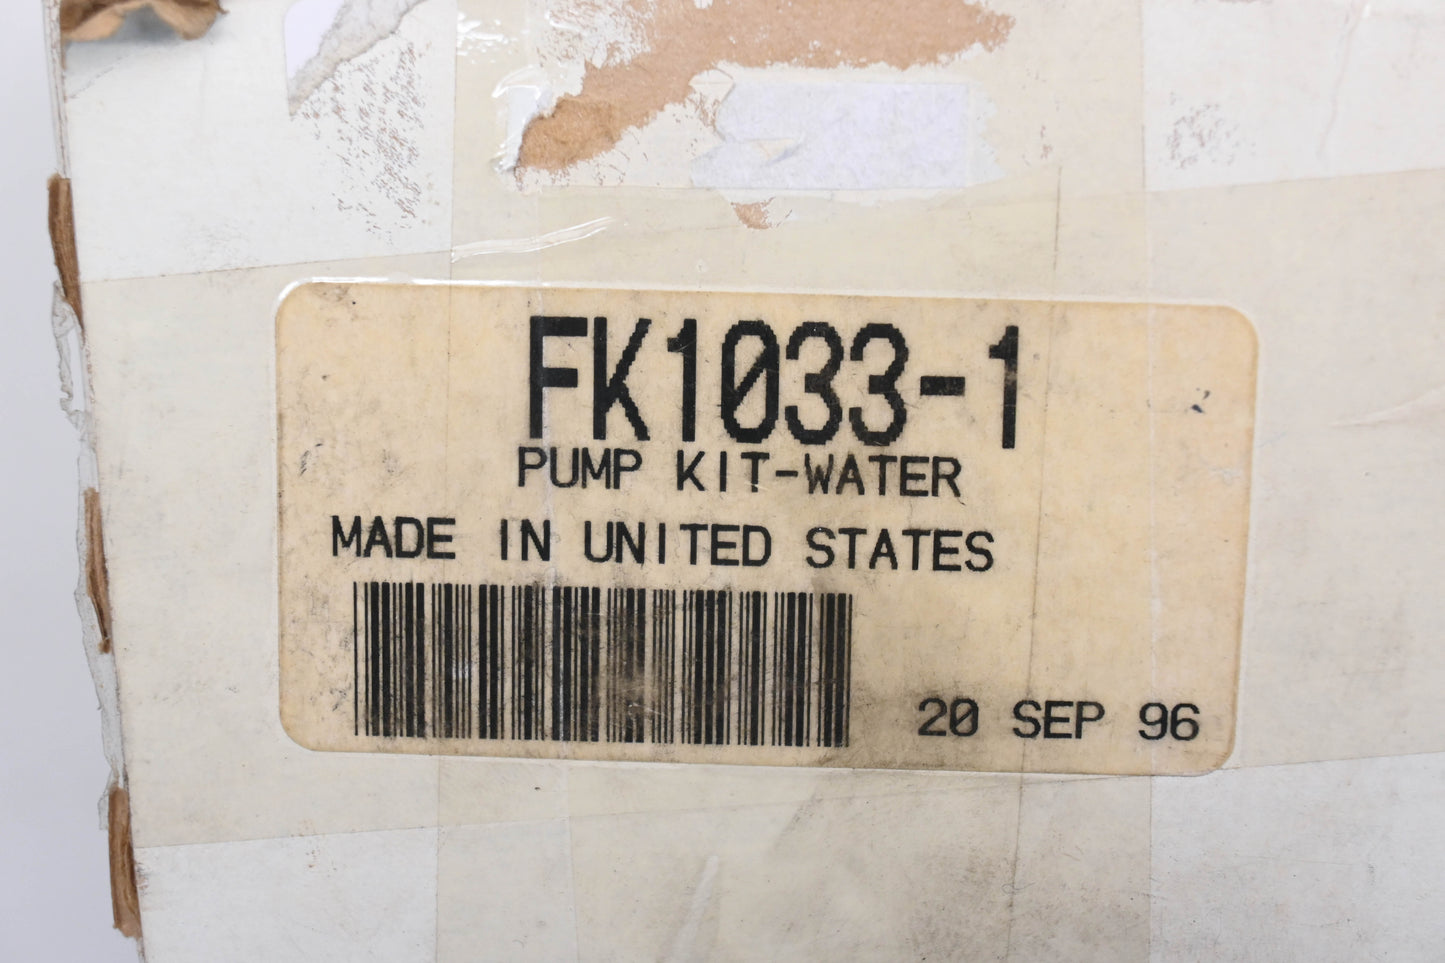 FK1033-1
PUMP KIT-WATER
MADE IN UNITED STATES
20 SEP 96